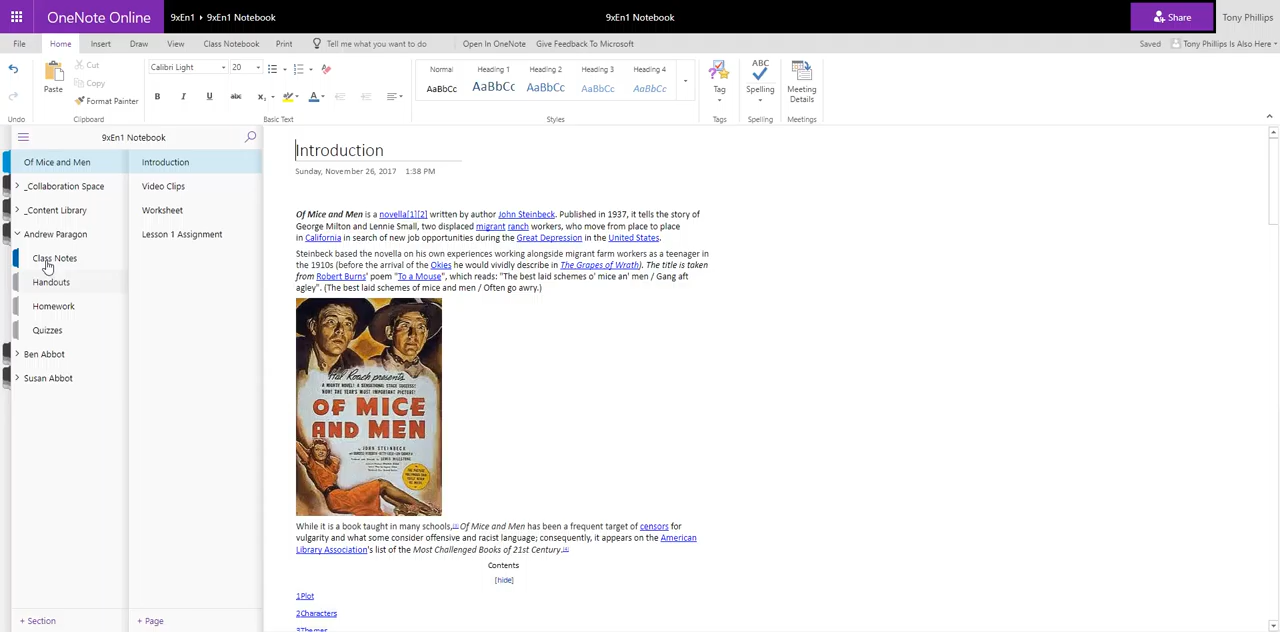 OneNote Online
9xEn1 ▸ 9xEn1 Notebook
9xEn1 Notebook
Share
Tony Phillips
File Home Insert Draw View Class Notebook Print Tell me what you want to do Open In OneNote Give Feedback To Microsoft
Saved Tony Phillips Is Also Here
Paste
Cut
Copy
Format Painter
Calibri Light 20
B I U abc x₂ A
Normal Heading 1 Heading 2 Heading 3 Heading 4
AaBbCc AaBbCc AaBbCc AaBbCc AaBbCc
Tag
ABC
Spelling
Meeting
Details
Undo Clipboard Basic Text Styles Tags Spelling Meetings
9xEn1 Notebook
Of Mice and Men
_Collaboration Space
_Content Library
Andrew Paragon
Class Notes
Handouts
Homework
Quizzes
Ben Abbot
Susan Abbot
+ Section
Introduction
Video Clips
Worksheet
Lesson 1 Assignment
+ Page
Introduction
Sunday, November 26, 2017 1:38 PM
Of Mice and Men is a novella[1][2] written by author John Steinbeck. Published in 1937, it tells the story of
George Milton and Lennie Small, two displaced migrant ranch workers, who move from place to place
in California in search of new job opportunities during the Great Depression in the United States.
Steinbeck based the novella on his own experiences working alongside migrant farm workers as a teenager in
the 1910s (before the arrival of the Okies he would vividly describe in The Grapes of Wrath). The title is taken
from Robert Burns' poem "To a Mouse", which reads: "The best laid schemes o' mice an' men / Gang aft
agley". (The best laid schemes of mice and men / Often go awry.)
Hal Roach presents
OF MICE
AND MEN
While it is a book taught in many schools,[3] Of Mice and Men has been a frequent target of censors for
vulgarity and what some consider offensive and racist language; consequently, it appears on the American
Library Association's list of the Most Challenged Books of 21st Century.[4]
Contents
[hide]
1Plot
2Characters
3Themes